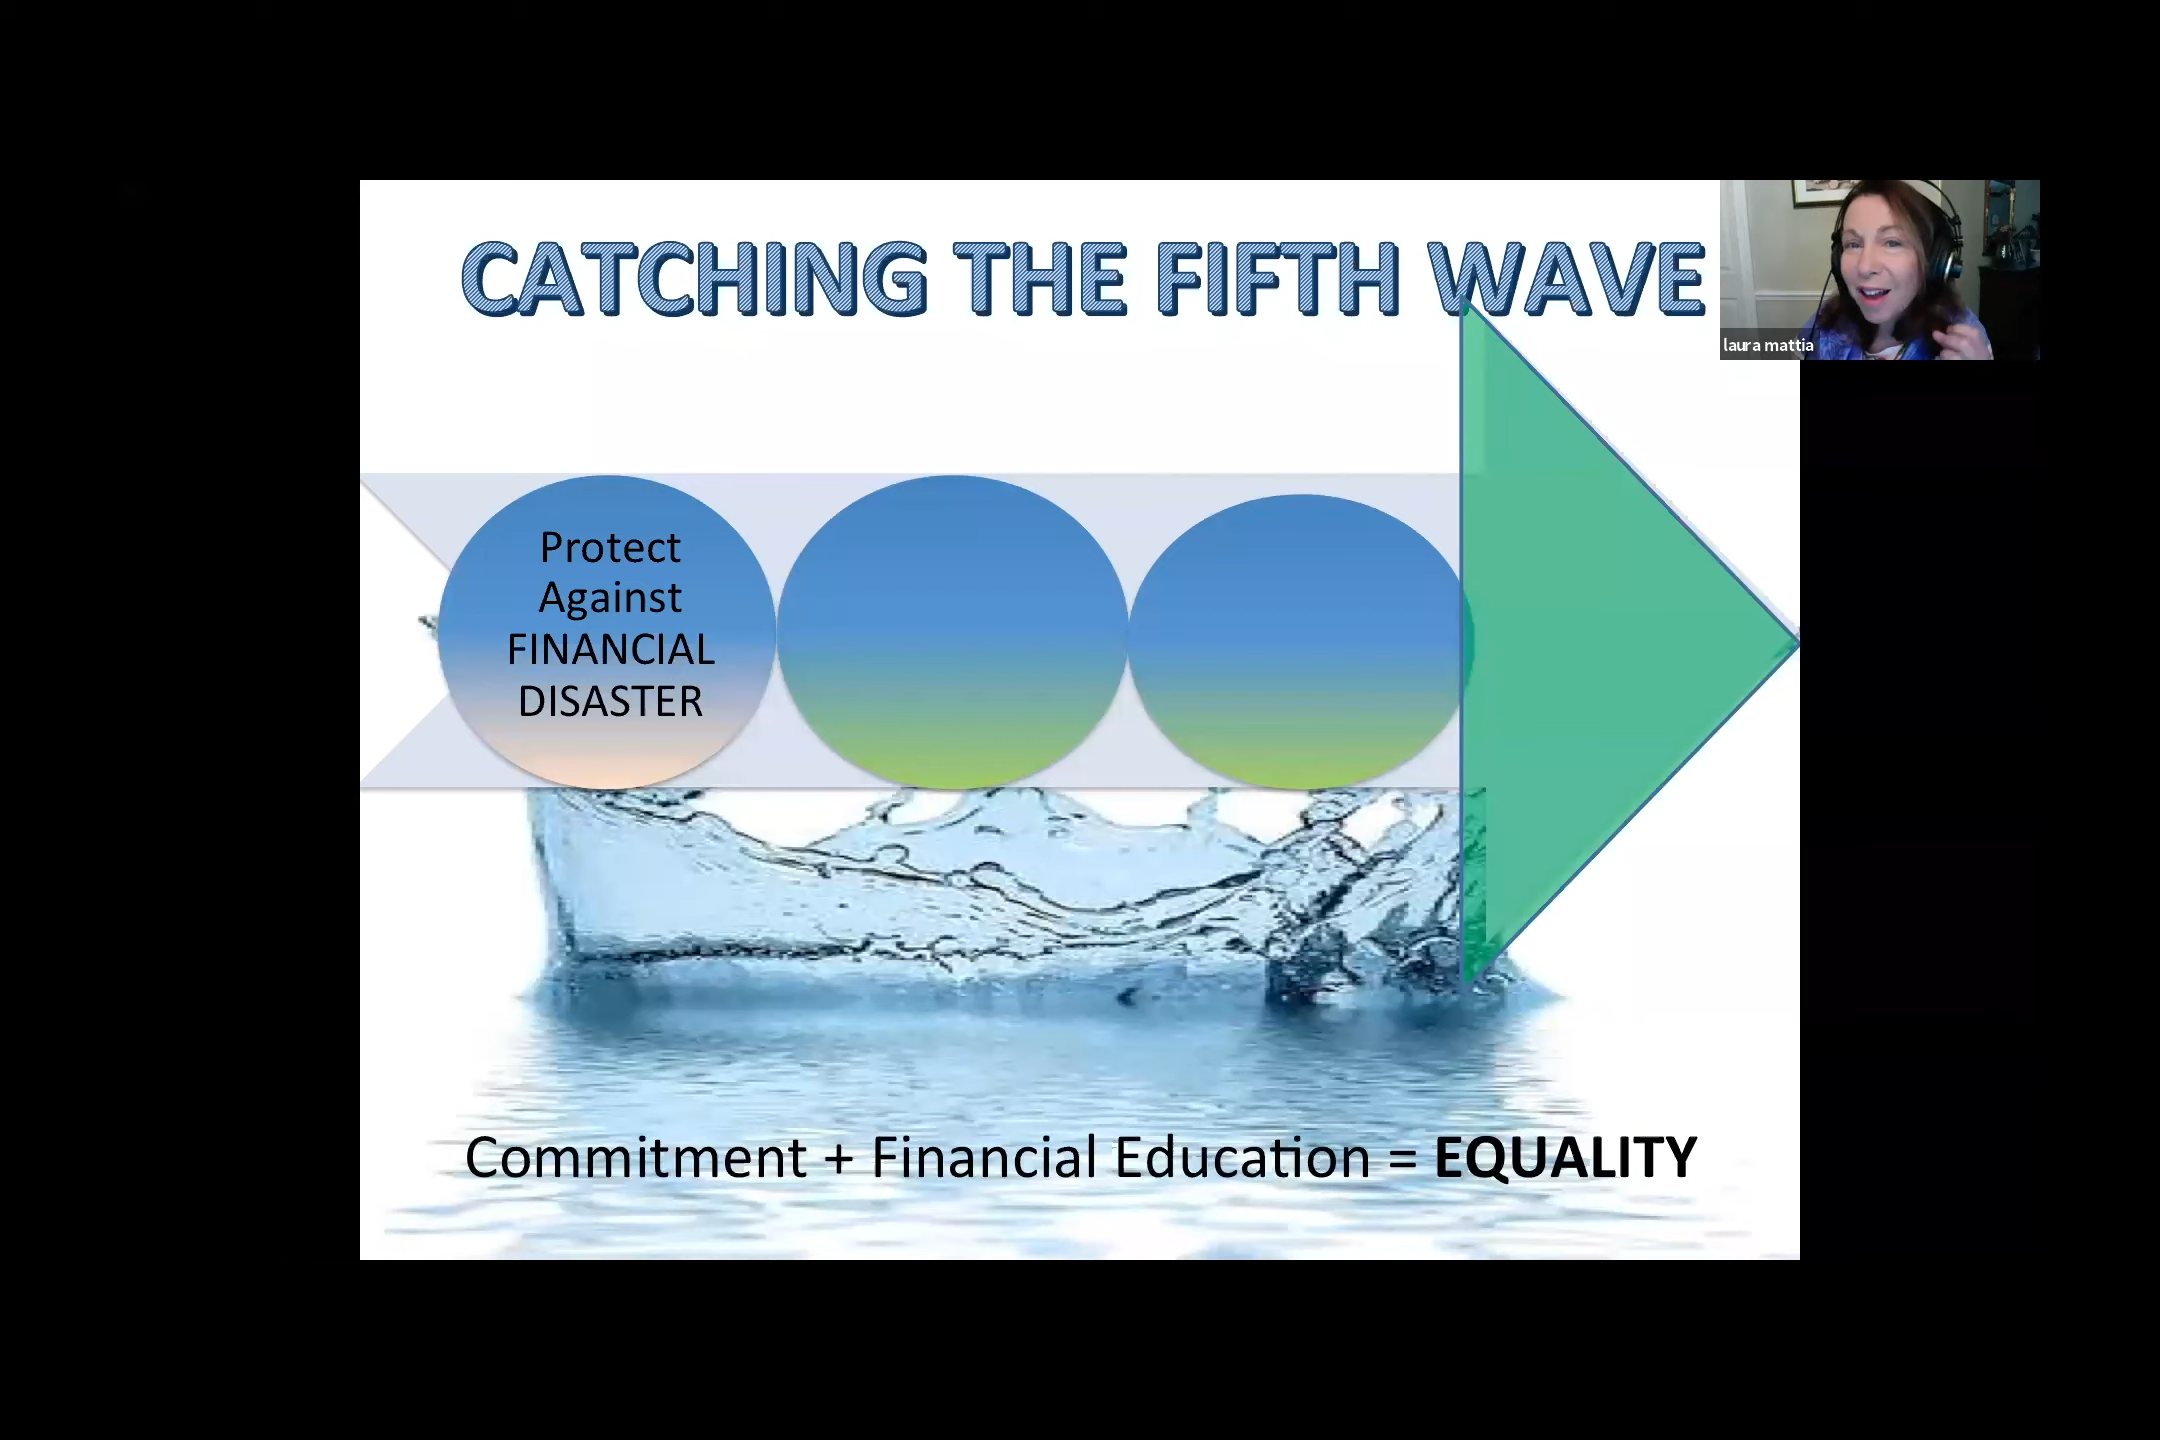 CATCHING THE FIFTH WAVE
laura mattia
Protect
Against
FINANCIAL
DISASTER
Commitment + Financial Education = EQUALITY